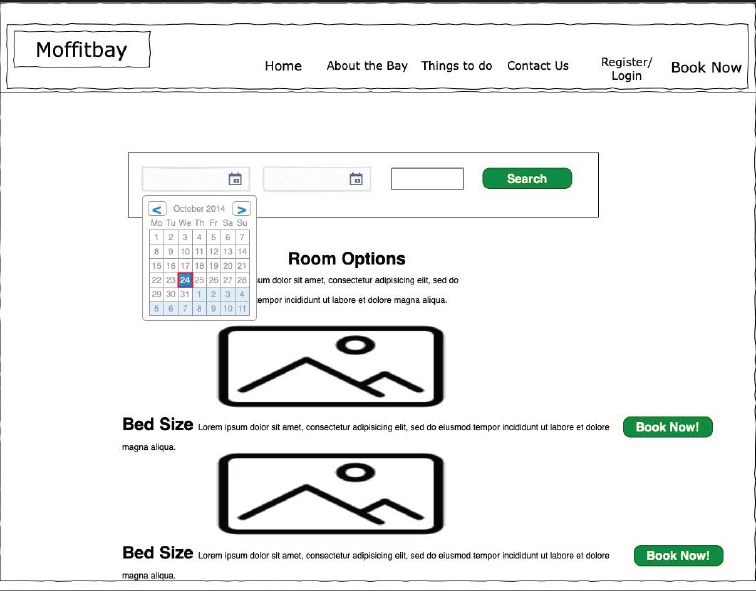 Moffitbay
Home About the Bay Things to do Contact Us Register/ Login Book Now
Search
< October 2014 >
Mo Tu We Th Fr Sa Su
1 2 3 4 5 6 7
8 9 10 11 12 13 14
15 16 17 18 19 20 21
22 23 24 25 26 27 28
29 30 31 1 2 3 4
5 6 7 8 9 10 11
Room Options
dolor sit amet, consectetur adipisicing elit, sed do
tempor incididunt ut labore et dolore magna aliqua.
Bed Size Lorem ipsum dolor sit amet, consectetur adipisicing elit, sed do eiusmod tempor incididunt ut labore et dolore
magna aliqua.
Book Now!
Bed Size Lorem ipsum dolor sit amet, consectetur adipisicing elit, sed do eiusmod tempor incididunt ut labore et dolore
magna aliqua.
Book Now!